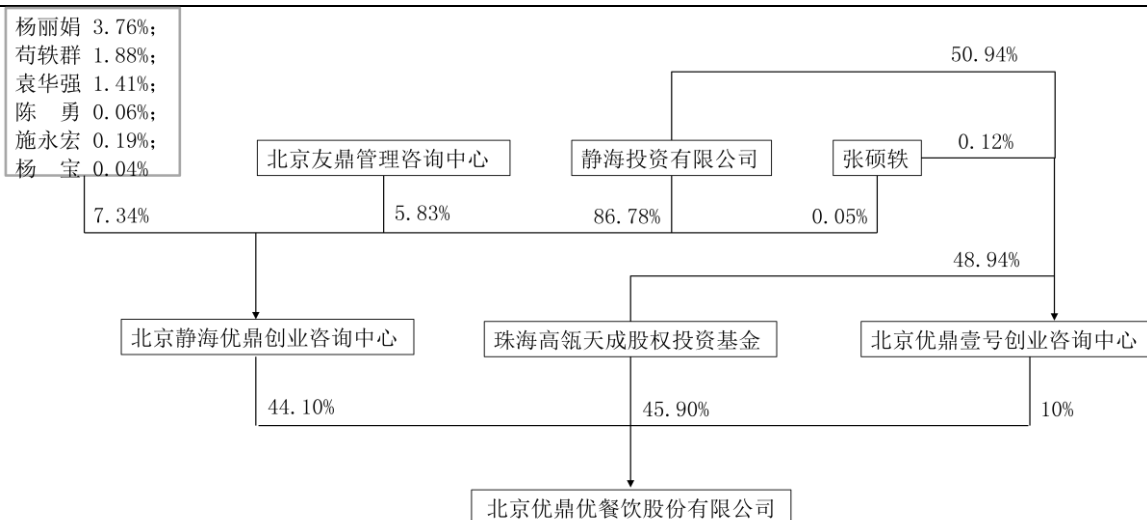 杨丽娟 3.76%;
苟轶群 1.88%;
袁华强 1.41%;
陈　勇 0.06%;
施永宏 0.19%;
杨　宝 0.04%
50.94%
北京友鼎管理咨询中心
静海投资有限公司
张硕轶
0.12%
7.34%
5.83%
86.78%
0.05%
48.94%
北京静海优鼎创业咨询中心
珠海高瓴天成股权投资基金
北京优鼎壹号创业咨询中心
44.10%
45.90%
10%
北京优鼎优餐饮股份有限公司